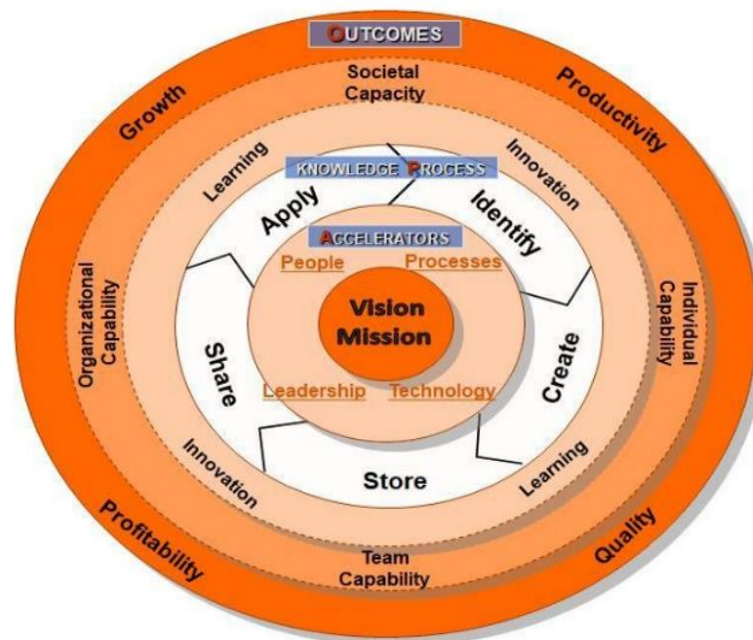 OUTCOMES
Growth
Productivity
Societal
Capacity
Learning
Innovation
KNOWLEDGE PROCESS
Apply
Identify
ACCELERATORS
People
Processes
Vision
Mission
Organizational
Capability
Individual
Capability
Share
Create
Leadership
Technology
Store
Innovation
Learning
Profitability
Team
Capability
Quality